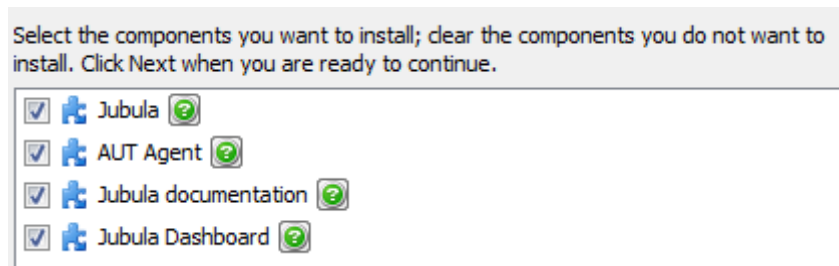 Select the components you want to install; clear the components you do not want to
install. Click Next when you are ready to continue.
Jubula
AUT Agent
Jubula documentation
Jubula Dashboard